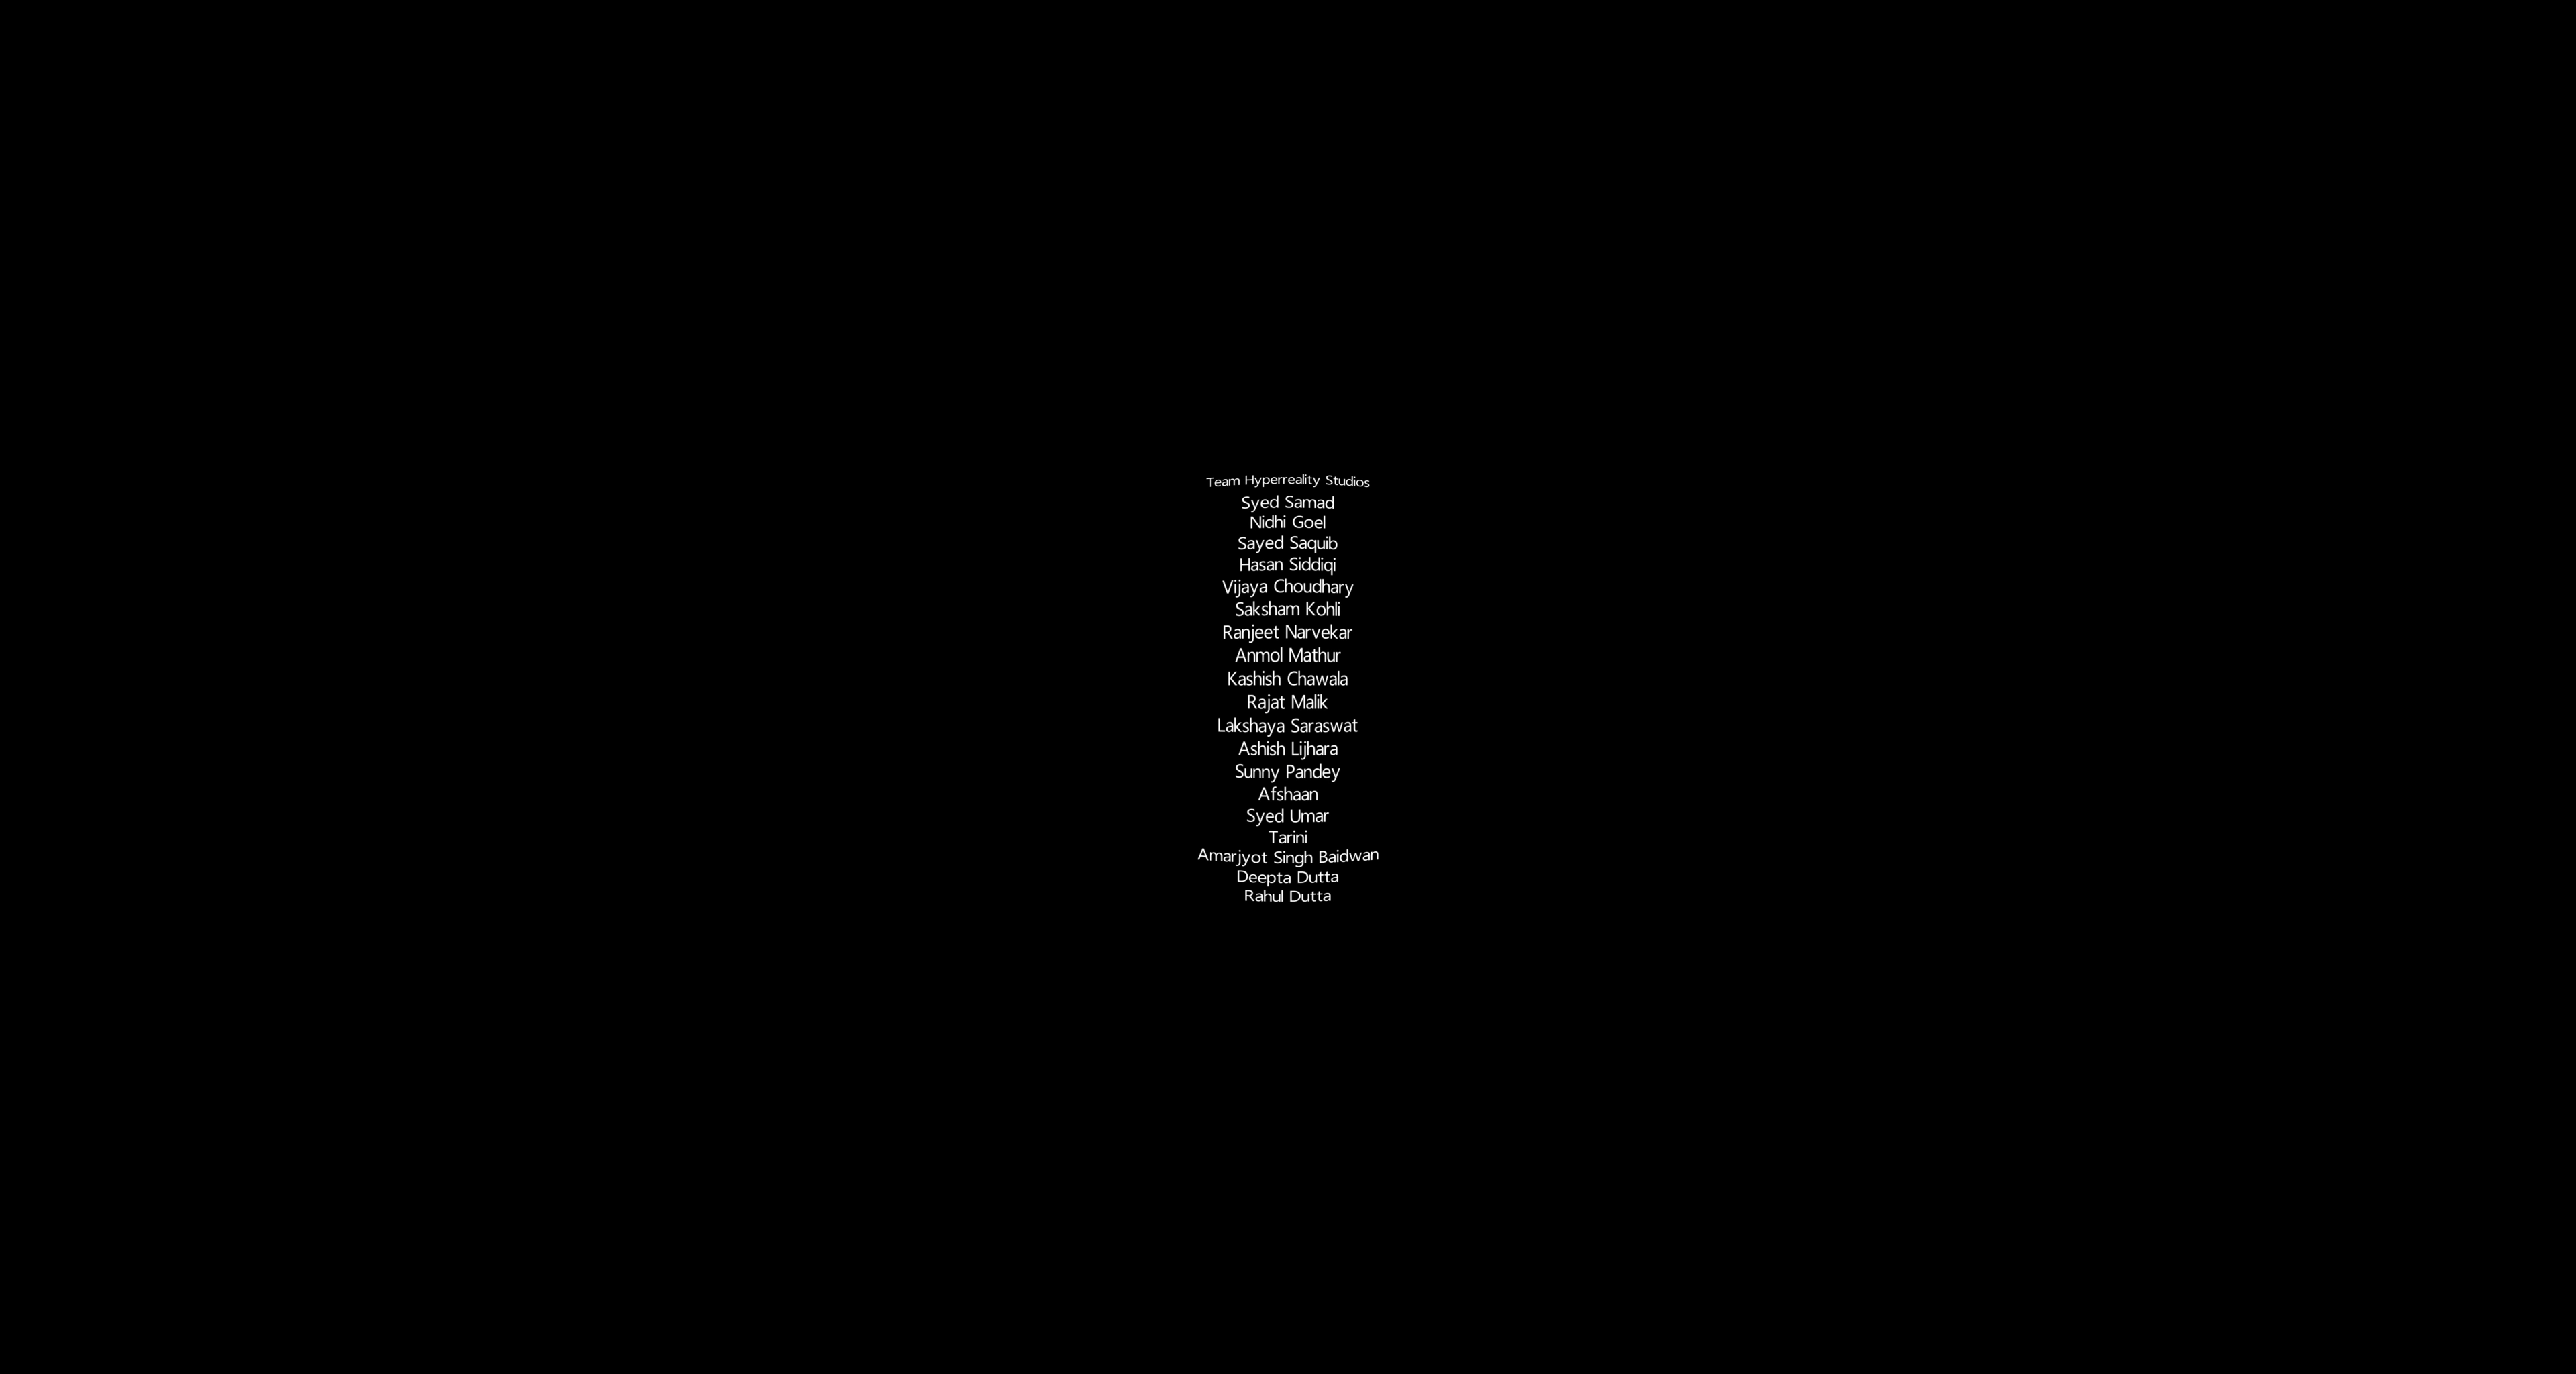 Team Hyperreality Studios
Syed Samad
Nidhi Goel
Sayed Saquib
Hasan Siddiqi
Vijaya Choudhary
Saksham Kohli
Ranjeet Narvekar
Anmol Mathur
Kashish Chawala
Rajat Malik
Lakshaya Saraswat
Ashish Lijhara
Sunny Pandey
Afshaan
Syed Umar
Tarini
Amarjyot Singh Baidwan
Deepta Dutta
Rahul Dutta